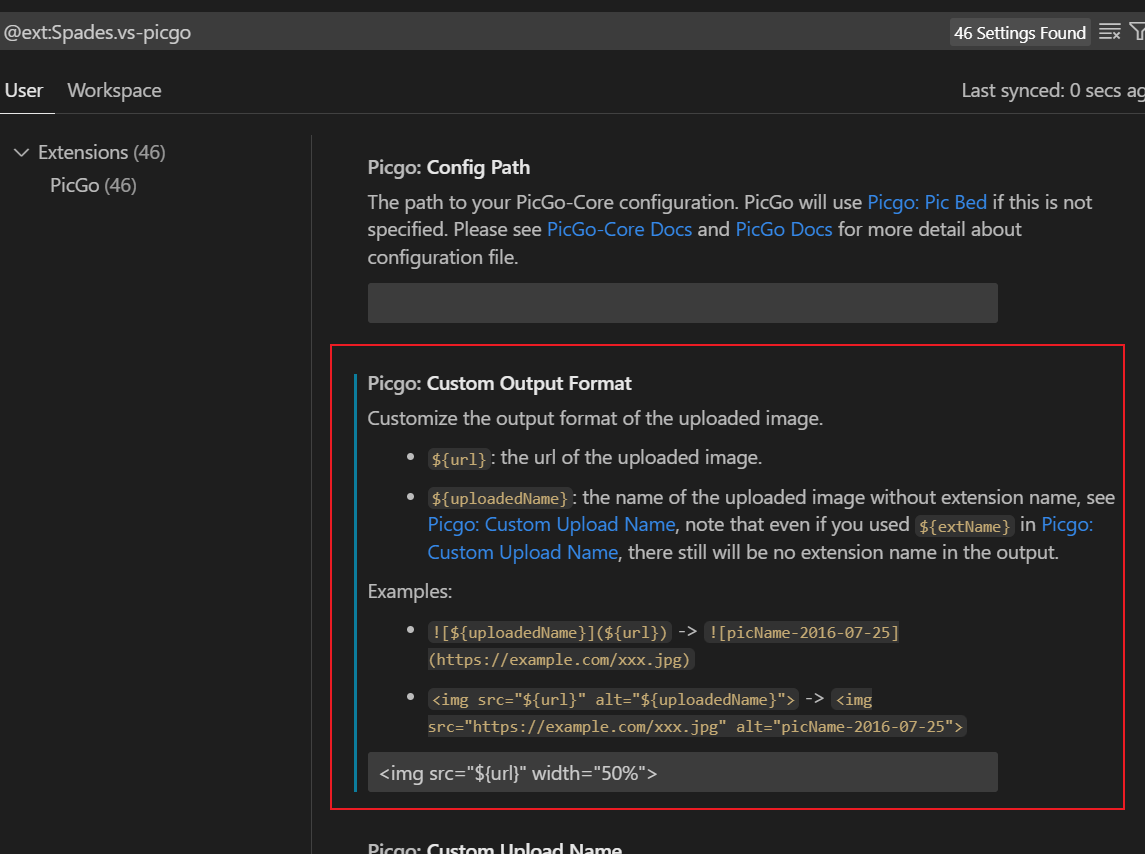 @ext:Spades.vs-picgo
46 Settings Found
User
Workspace
Last synced: 0 secs ag
Extensions (46)
PicGo (46)
Picgo: Config Path
The path to your PicGo-Core configuration. PicGo will use Picgo: Pic Bed if this is not
specified. Please see PicGo-Core Docs and PicGo Docs for more detail about
configuration file.
Picgo: Custom Output Format
Customize the output format of the uploaded image.
${url}: the url of the uploaded image.
${uploadedName}: the name of the uploaded image without extension name, see
Picgo: Custom Upload Name, note that even if you used ${extName} in Picgo:
Custom Upload Name, there still will be no extension name in the output.
Examples:
![${uploadedName}](${url}) -> ![picName-2016-07-25]
(https://example.com/xxx.jpg)
<img src="${url}" alt="${uploadedName}"> -> <img
src="https://example.com/xxx.jpg" alt="picName-2016-07-25">
<img src="${url}" width="50%">
Picgo: Custom Upload Name